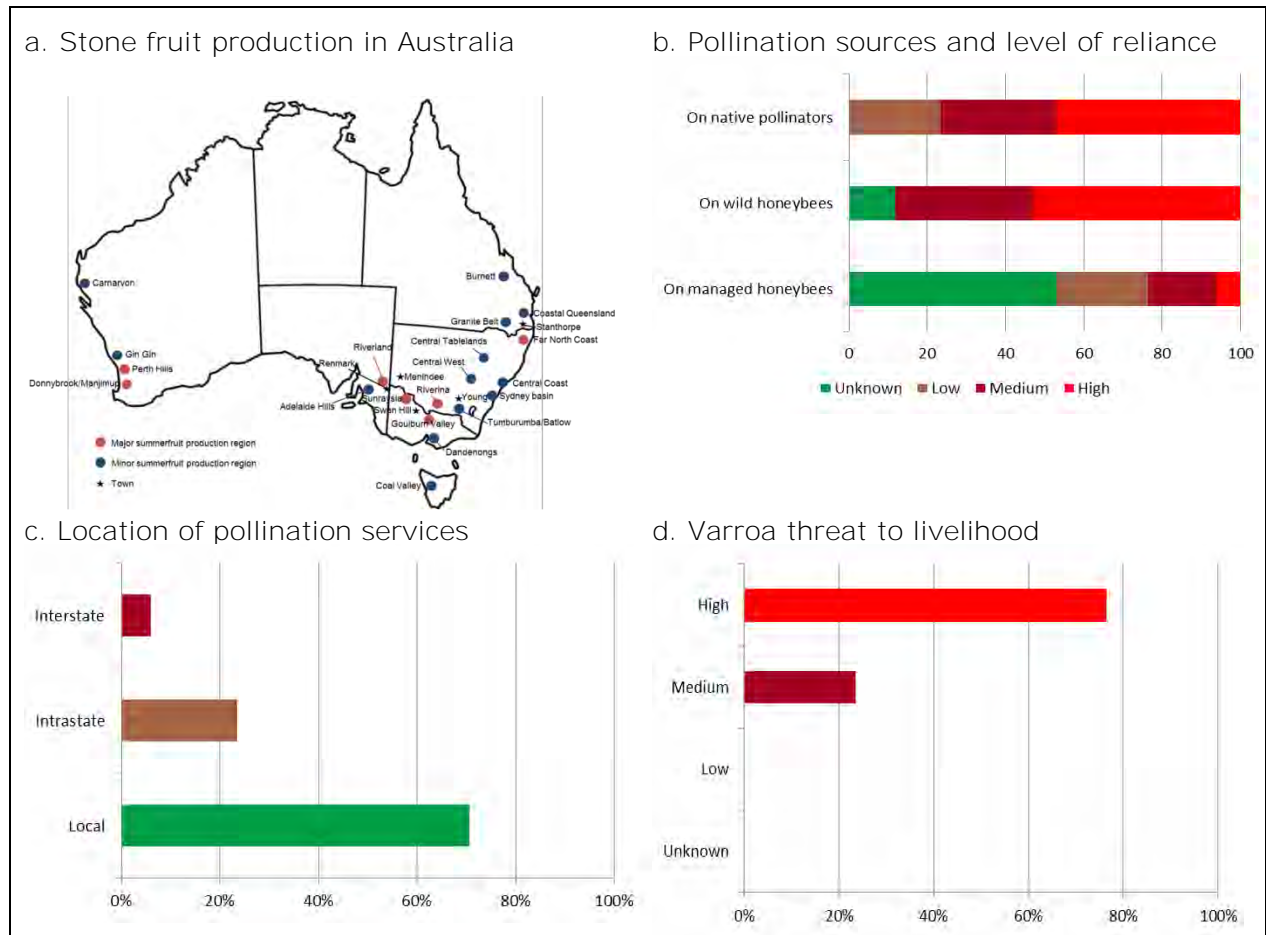 a. Stone fruit production in Australia
Carnarvon
Gin Gin
Perth Hills
Donnybrook/Manjimup
Burnett
Coastal Queensland
Granite Belt
Stanthorpe
Far North Coast
Central Tablelands
Riverland
Central West
Renmark
Menindee
Riverina
Central Coast
Sunraysia
Young
Sydney basin
Adelaide Hills
Swan Hill
Tumburumba/Batlow
Goulburn Valley
Dandenongs
Coal Valley
Major summerfruit production region
Minor summerfruit production region
Town
b. Pollination sources and level of reliance
On native pollinators
On wild honeybees
On managed honeybees
0 20 40 60 80 100
Unknown Low Medium High
c. Location of pollination services
Interstate
Intrastate
Local
0% 20% 40% 60% 80% 100%
d. Varroa threat to livelihood
High
Medium
Low
Unknown
0% 20% 40% 60% 80% 100%